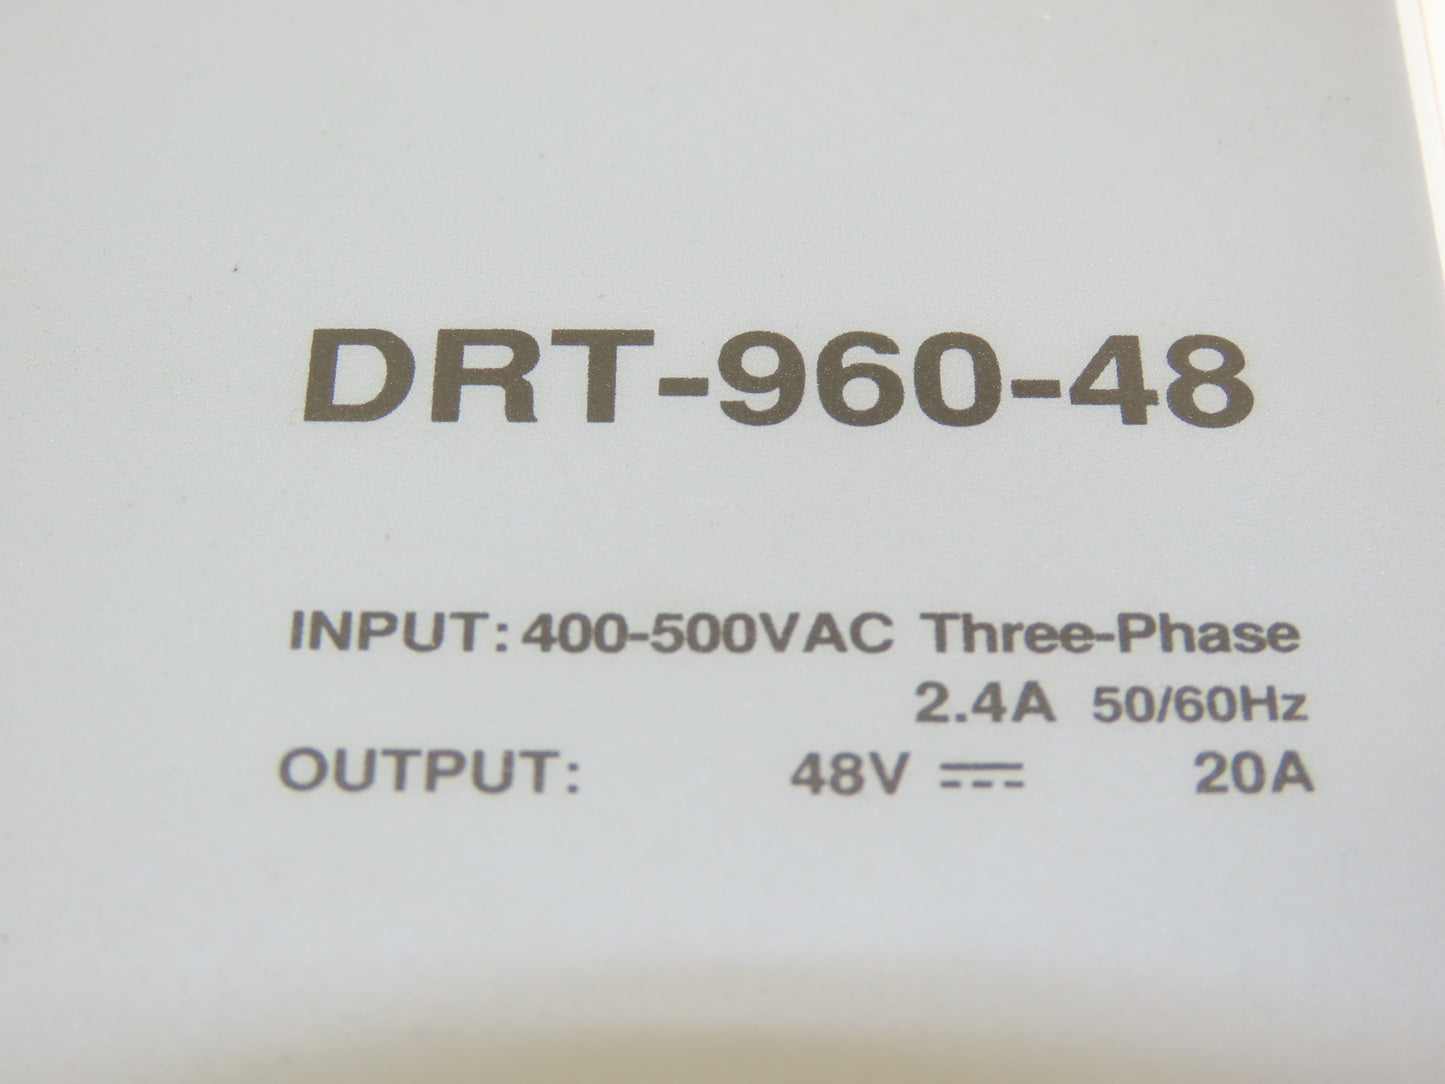 DRT-960-48
INPUT: 400-500VAC Three-Phase
2.4A 50/60Hz
OUTPUT: 48V ⎓ 20A